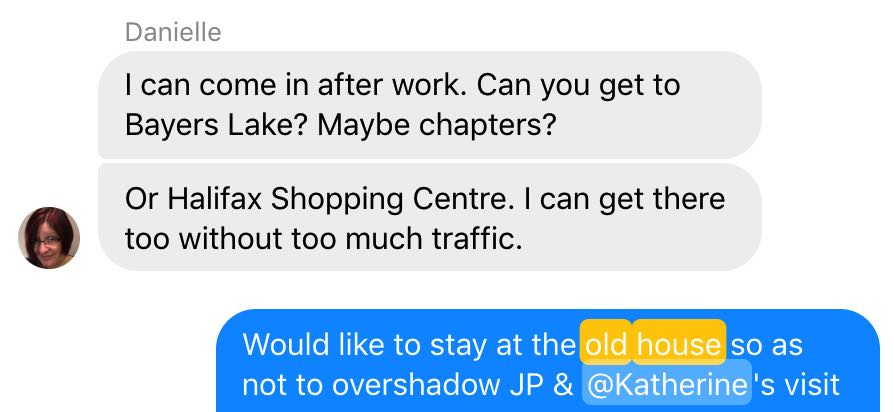 Danielle
I can come in after work. Can you get to
Bayers Lake? Maybe chapters?
Or Halifax Shopping Centre. I can get there
too without too much traffic.
Would like to stay at the old house so as
not to overshadow JP & @Katherine's visit